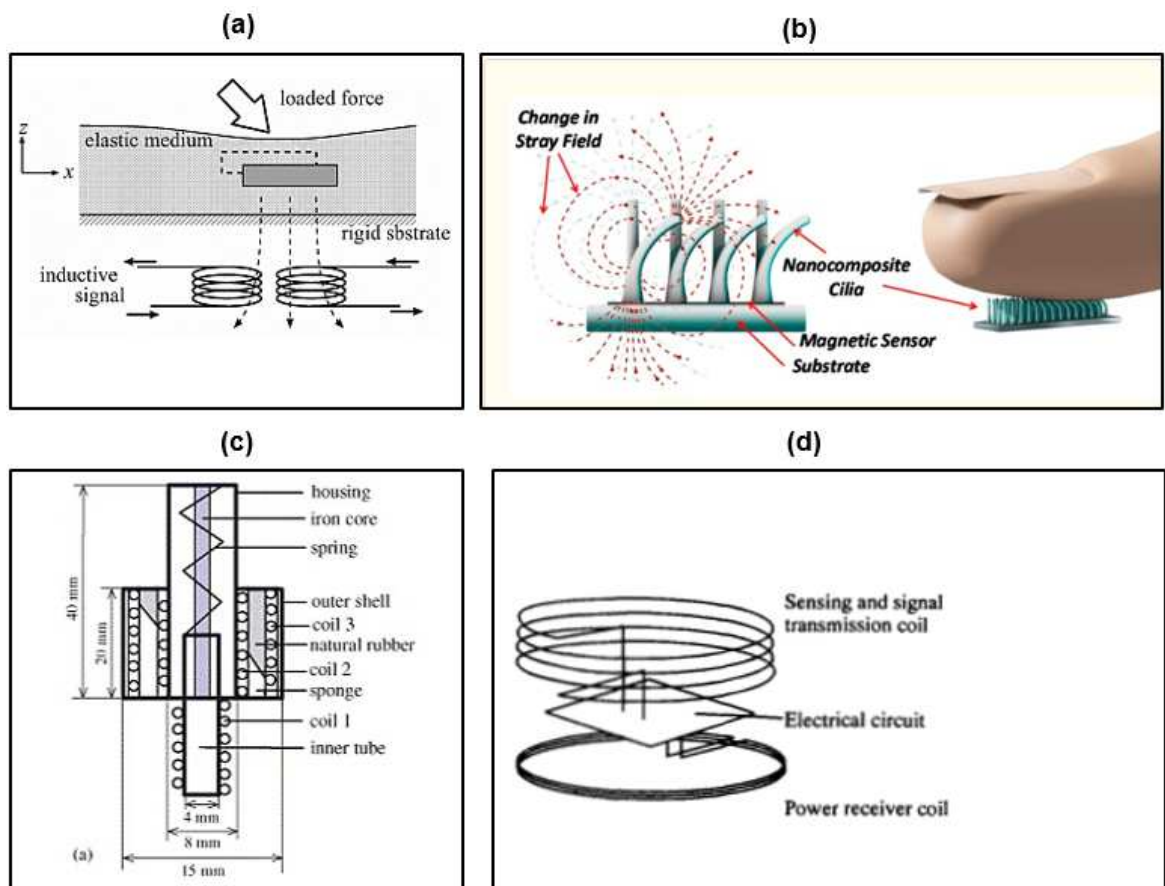 (a)
loaded force
z
elastic medium
x
rigid sbstrate
inductive
signal
(b)
Change in
Stray Field
Nanocomposite
Cilia
Magnetic Sensor
Substrate
(c)
housing
iron core
spring
40 mm
outer shell
20 mm
coil 3
natural rubber
coil 2
sponge
coil 1
inner tube
4 mm
8 mm
(a)
15 mm
(d)
Sensing and signal
transmission coil
Electrical circuit
Power receiver coil